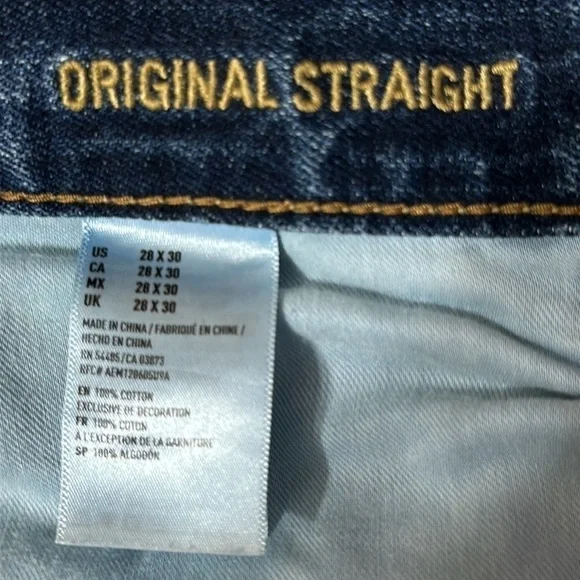 ORIGINAL STRAIGHT
US 28 X 30
CA 28 X 30
MX 28 X 30
UK 28 X 30
MADE IN CHINA / FABRIQUÉ EN CHINE /
HECHO EN CHINA
RN 54485/CA 03873
RFC# AEM120605U9A
EN 100% COTTON
EXCLUSIVE OF DECORATION
FR 100% COTON
À L'EXCEPTION DE LA GARNITURE
SP 100% ALGODÓN